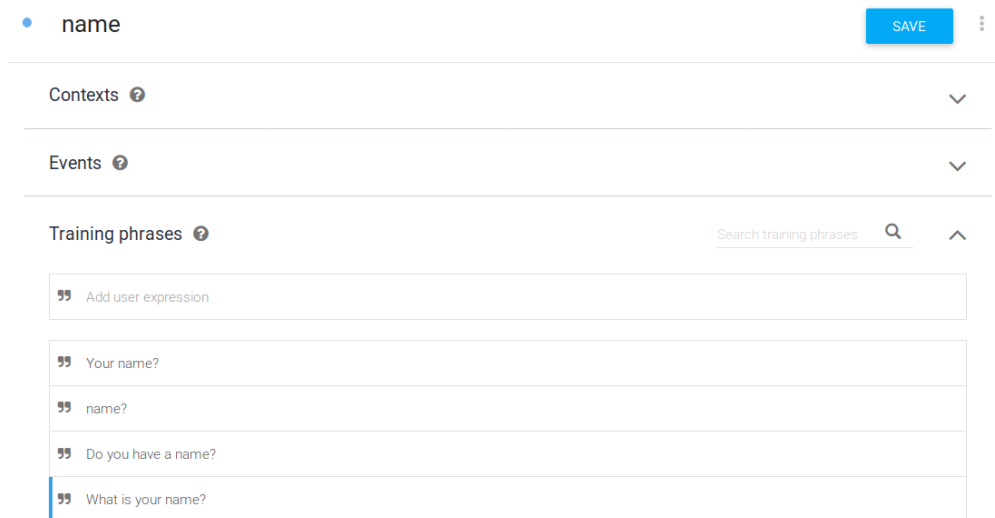 name
SAVE
Contexts
Events
Training phrases
Search training phrases
Add user expression
Your name?
name?
Do you have a name?
What is your name?